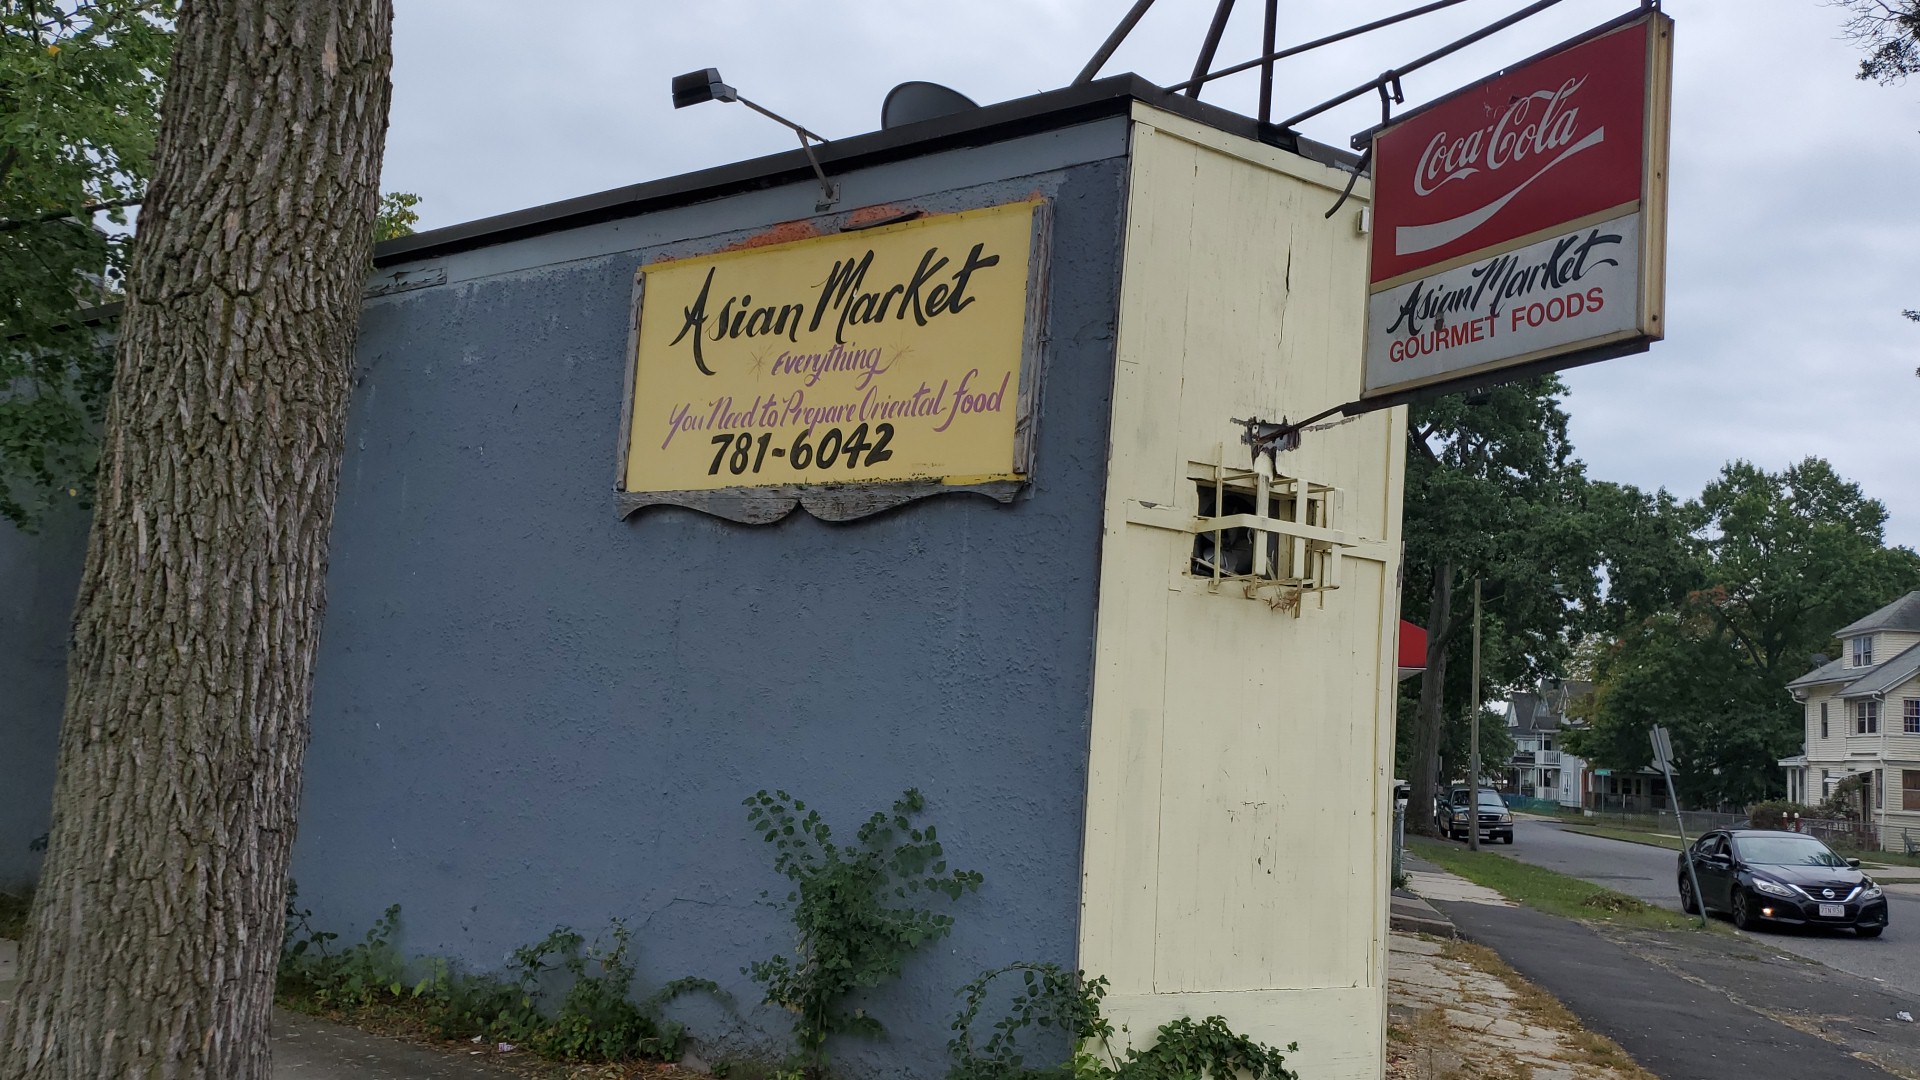 Asian Market
Everything
You Need to Prepare Oriental food
781-6042
Coca-Cola
Asian Market
GOURMET FOODS